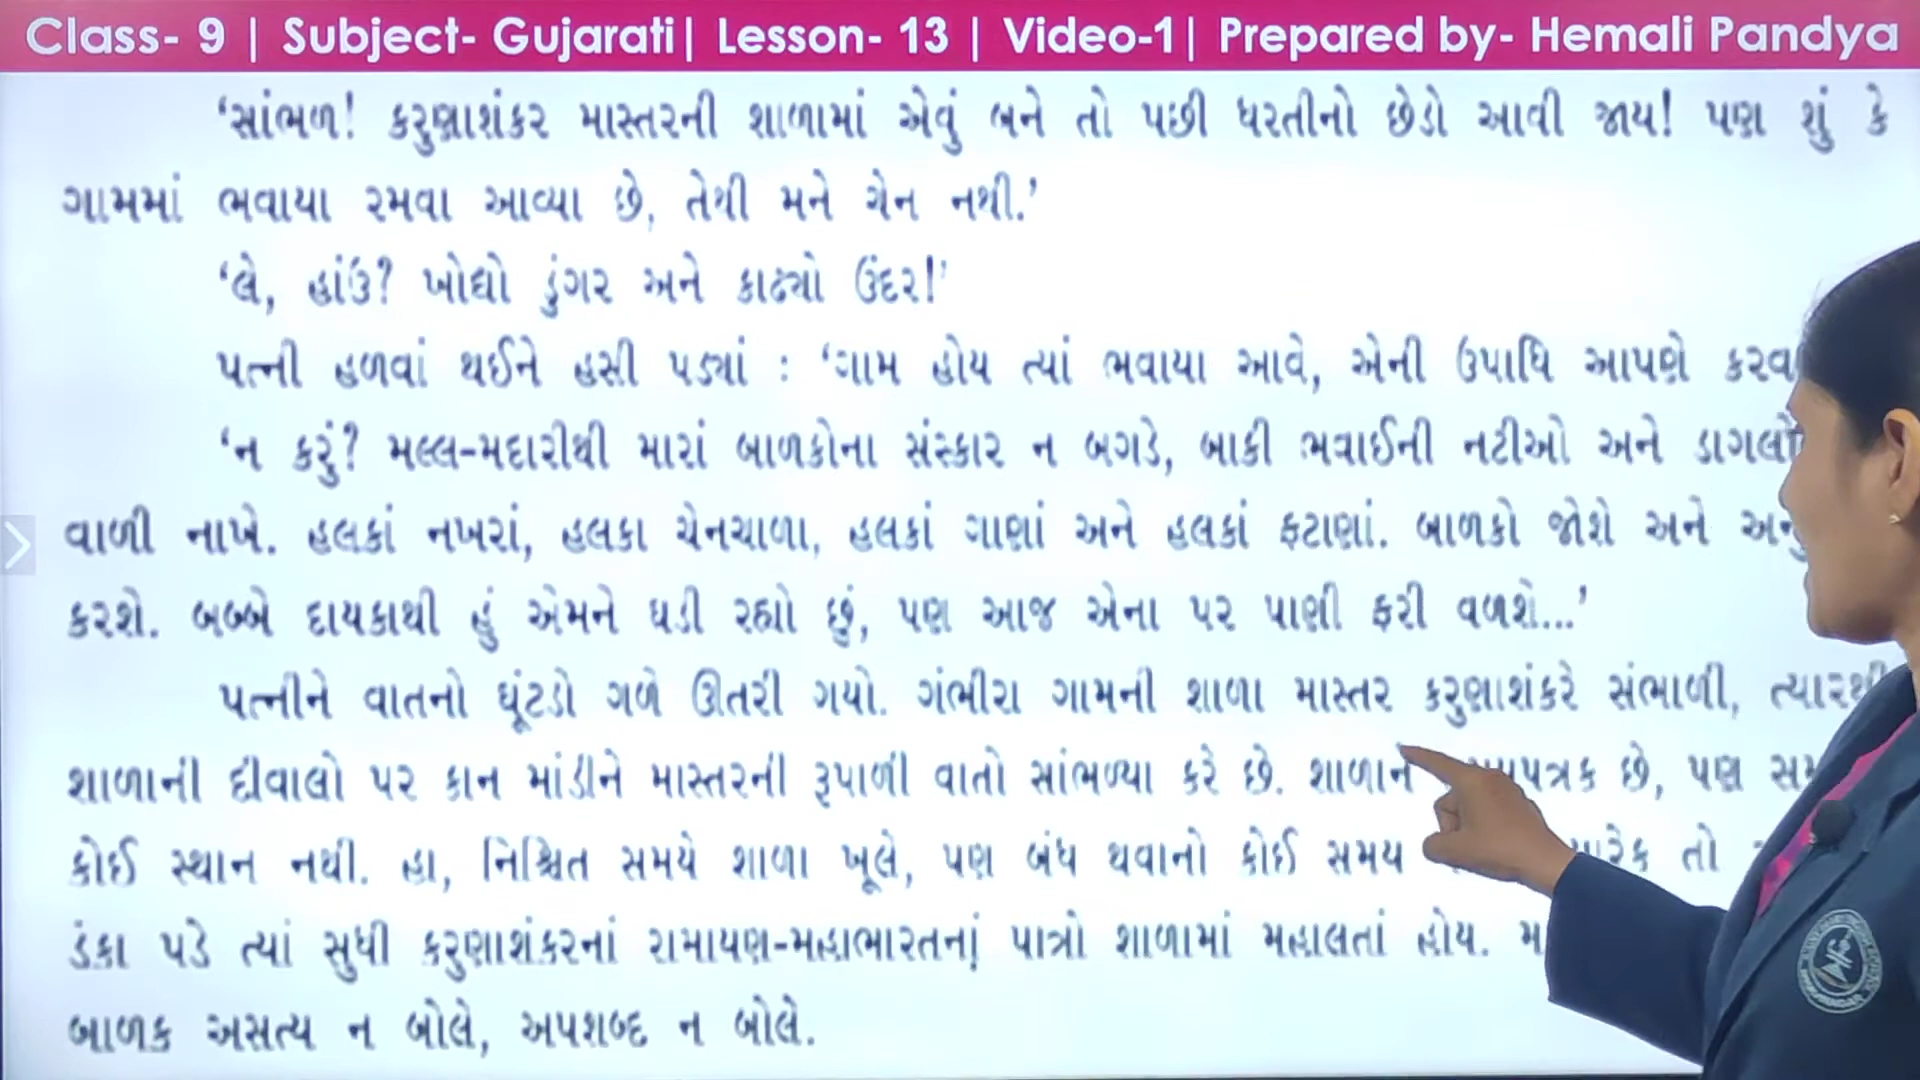 Class- 9 | Subject- Gujarati| Lesson- 13 | Video-1| Prepared by- Hemali Pandya
‘સાંભળ! કરુણાશંકર માસ્તરની શાળામાં એવું બને તો પછી ધરતીનો છેડો આવી જાય! પણ શું કે
ગામમાં ભવાયા રમવા આવ્યા છે, તેથી મને ચેન નથી.’
‘લે, હાંઉ? ખોદ્યો ડુંગર અને કાઢ્યો ઉંદર!’
પત્ની હળવાં થઈને હસી પડ્યાં : ‘ગામ હોય ત્યાં ભવાયા આવે, એની ઉપાધિ આપણે
‘ન કરું? મલ્લ-મદારીથી મારાં બાળકોના સંસ્કાર ન બગડે, બાકી ભવાઈની નટીઓ અને
વાળી નાખે. હલકાં નખરાં, હલકા ચેનચાળા, હલકાં ગાણાં અને હલકાં ફટાણાં. બાળકો જોશે અને
કરશે. બબ્બે દાયકાથી હું એમને ઘડી રહ્યો છું, પણ આજ એના પર પાણી ફરી વળશે...’
પત્નીને વાતનો ઘૂંટડો ગળે ઊતરી ગયો. ગંભીરા ગામની શાળા માસ્તર કરુણાશંકરે સંભાળી, ત્યારથી
શાળાની દીવાલો પર કાન માંડીને માસ્તરની રૂપાળી વાતો સાંભળ્યા કરે છે. શાળાને છે, પણ
કોઈ સ્થાન નથી. હા, નિશ્ચિત સમયે શાળા ખૂલે, પણ બંધ થવાનો કોઈ સમય તો
ડંકા પડે ત્યાં સુધી કરુણાશંકરનાં રામાયણ-મહાભારતનાં પાત્રો શાળામાં મહાલતાં હોય.
બાળક અસત્ય ન બોલે, અપશબ્દ ન બોલે.